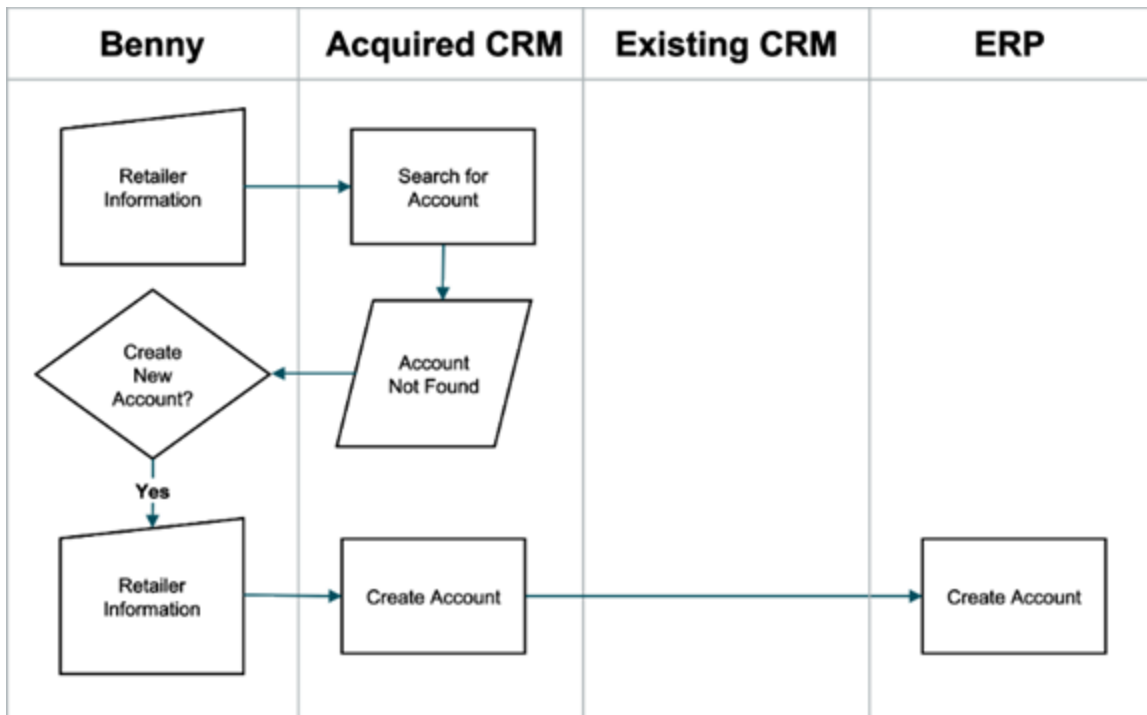 Benny
Acquired CRM
Existing CRM
ERP
Retailer
Information
Search for
Account
Create
New
Account?
Account
Not Found
Yes
Retailer
Information
Create Account
Create Account